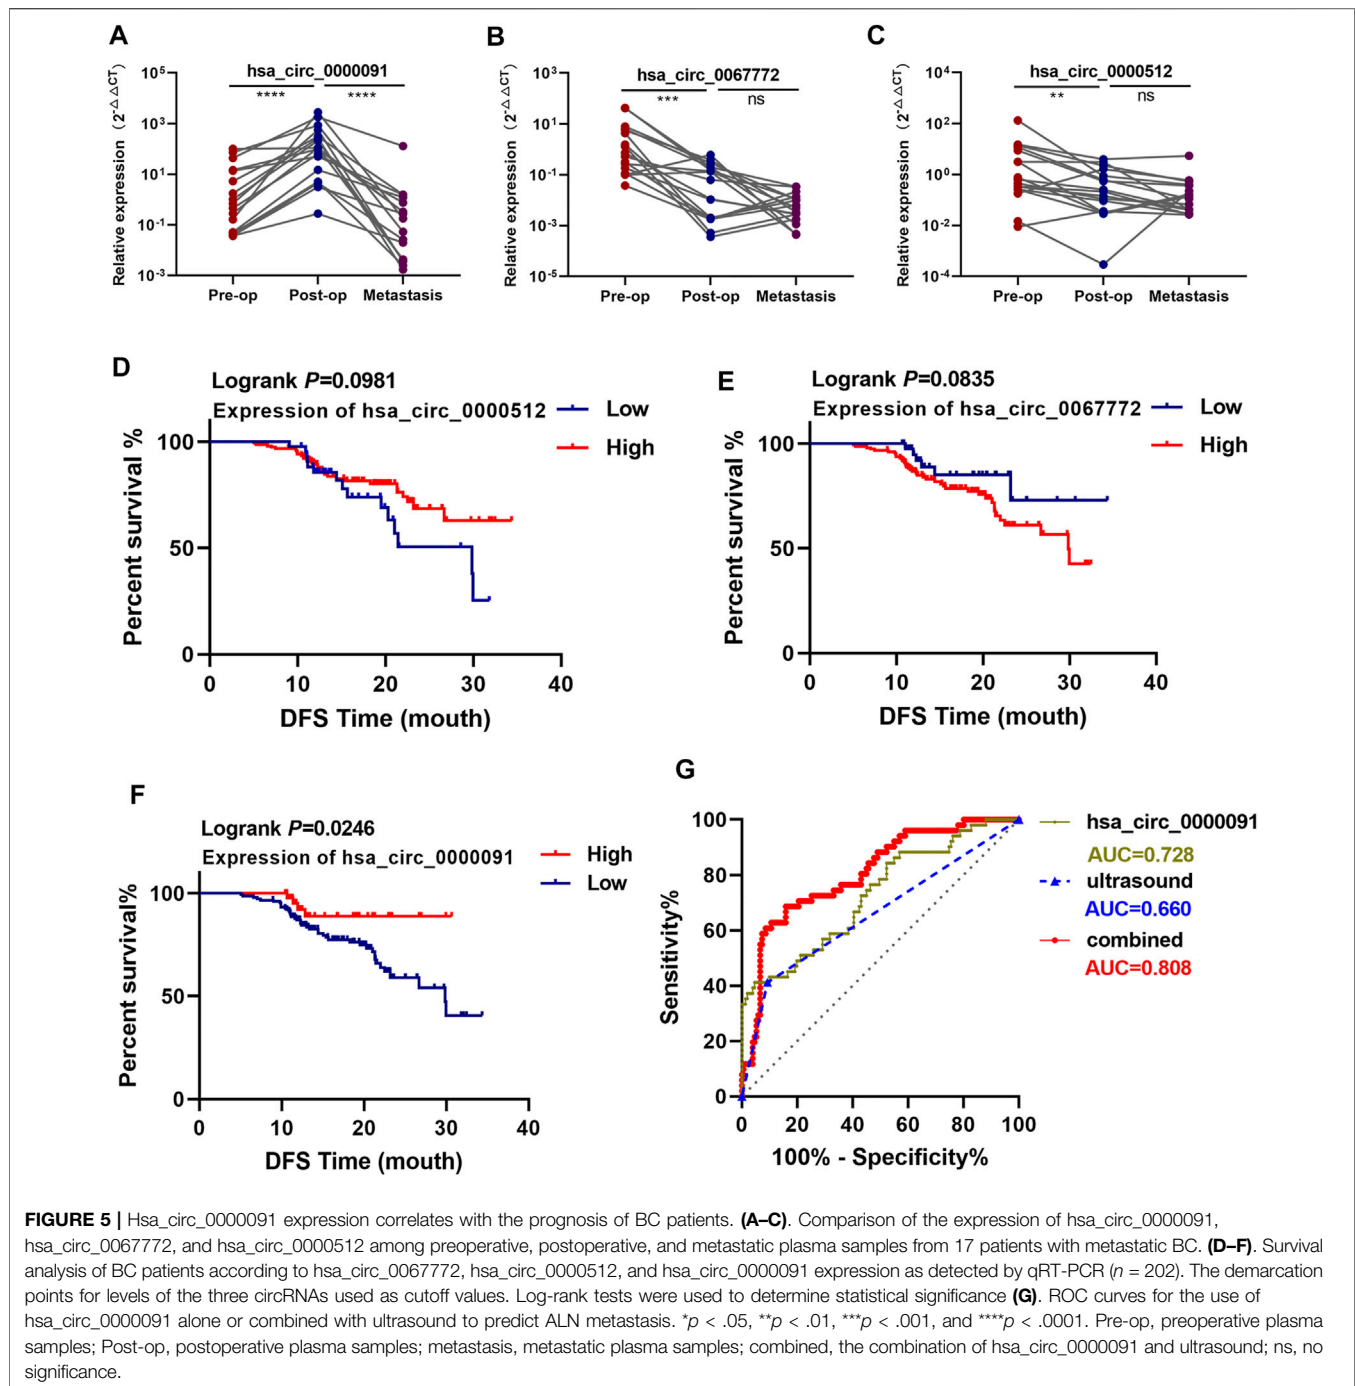 A
hsa_circ_0000091
Relative expression (2-△△CT)
105
103
101
10-1
10-3
****
****
Pre-op Post-op Metastasis
B
hsa_circ_0067772
Relative expression (2-△△CT)
103
101
10-1
10-3
10-5
***
ns
Pre-op Post-op Metastasis
C
hsa_circ_0000512
Relative expression (2-△△CT)
104
102
100
10-2
10-4
**
ns
Pre-op Post-op Metastasis
D
Logrank P=0.0981
Expression of hsa_circ_0000512
Low
High
Percent survival %
100
50
0
0 10 20 30 40
DFS Time (mouth)
E
Logrank P=0.0835
Expression of hsa_circ_0067772
Low
High
Percent survival %
100
50
0
0 10 20 30 40
DFS Time (mouth)
F
Logrank P=0.0246
Expression of hsa_circ_0000091
High
Low
Percent survival%
100
50
0
0 10 20 30 40
DFS Time (mouth)
G
Sensitivity%
100
80
60
40
20
0
0 20 40 60 80 100
100% - Specificity%
hsa_circ_0000091
AUC=0.728
ultrasound
AUC=0.660
combined
AUC=0.808
FIGURE 5 | Hsa_circ_0000091 expression correlates with the prognosis of BC patients. (A–C). Comparison of the expression of hsa_circ_0000091,
hsa_circ_0067772, and hsa_circ_0000512 among preoperative, postoperative, and metastatic plasma samples from 17 patients with metastatic BC. (D–F). Survival
analysis of BC patients according to hsa_circ_0067772, hsa_circ_0000512, and hsa_circ_0000091 expression as detected by qRT-PCR (n = 202). The demarcation
points for levels of the three circRNAs used as cutoff values. Log-rank tests were used to determine statistical significance (G). ROC curves for the use of
hsa_circ_0000091 alone or combined with ultrasound to predict ALN metastasis. *p < .05, **p < .01, ***p < .001, and ****p < .0001. Pre-op, preoperative plasma
samples; Post-op, postoperative plasma samples; metastasis, metastatic plasma samples; combined, the combination of hsa_circ_0000091 and ultrasound; ns, no
significance.